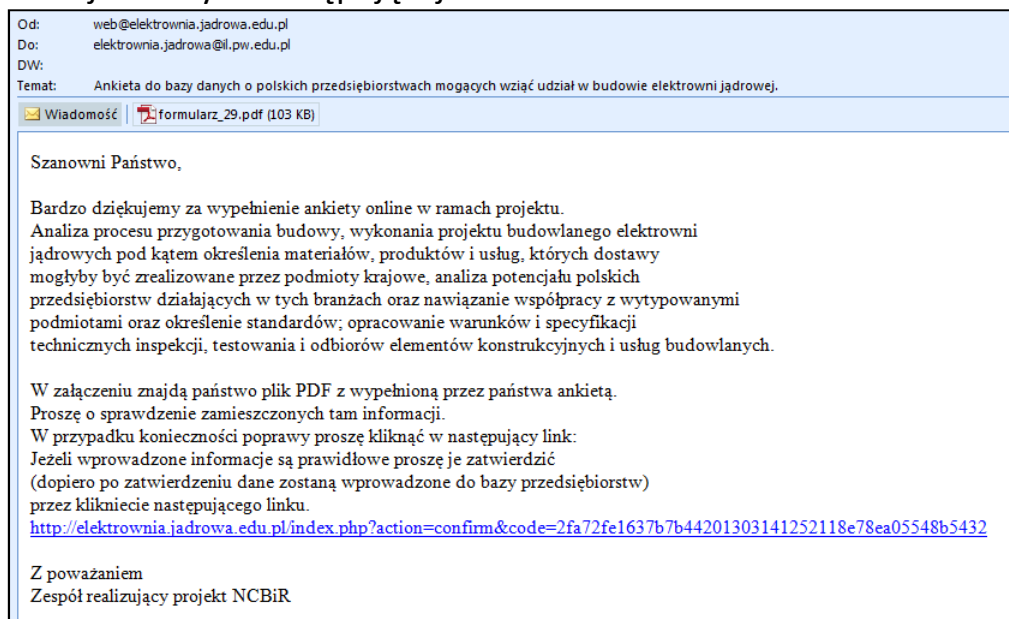 Od: web@elektrownia.jadrowa.edu.pl
Do: elektrownia.jadrowa@il.pw.edu.pl
DW:
Temat: Ankieta do bazy danych o polskich przedsiębiorstwach mogących wziąć udział w budowie elektrowni jądrowej.
Wiadomość formularz_29.pdf (103 KB)
Szanowni Państwo,
Bardzo dziękujemy za wypełnienie ankiety online w ramach projektu.
Analiza procesu przygotowania budowy, wykonania projektu budowlanego elektrowni
jądrowych pod kątem określenia materiałów, produktów i usług, których dostawy
mogłyby być zrealizowane przez podmioty krajowe, analiza potencjału polskich
przedsiębiorstw działających w tych branżach oraz nawiązanie współpracy z wytypowanymi
podmiotami oraz określenie standardów; opracowanie warunków i specyfikacji
technicznych inspekcji, testowania i odbiorów elementów konstrukcyjnych i usług budowlanych.
W załączeniu znajdą państwo plik PDF z wypełnioną przez państwa ankietą.
Proszę o sprawdzenie zamieszczonych tam informacji.
W przypadku konieczności poprawy proszę kliknąć w następujący link:
Jeżeli wprowadzone informacje są prawidłowe proszę je zatwierdzić
(dopiero po zatwierdzeniu dane zostaną wprowadzone do bazy przedsiębiorstw)
przez klikniecie następującego linku.
http://elektrownia.jadrowa.edu.pl/index.php?action=confirm&code=2fa72fe1637b7b44201303141252118e78ea05548b5432
Z poważaniem
Zespół realizujący projekt NCBiR